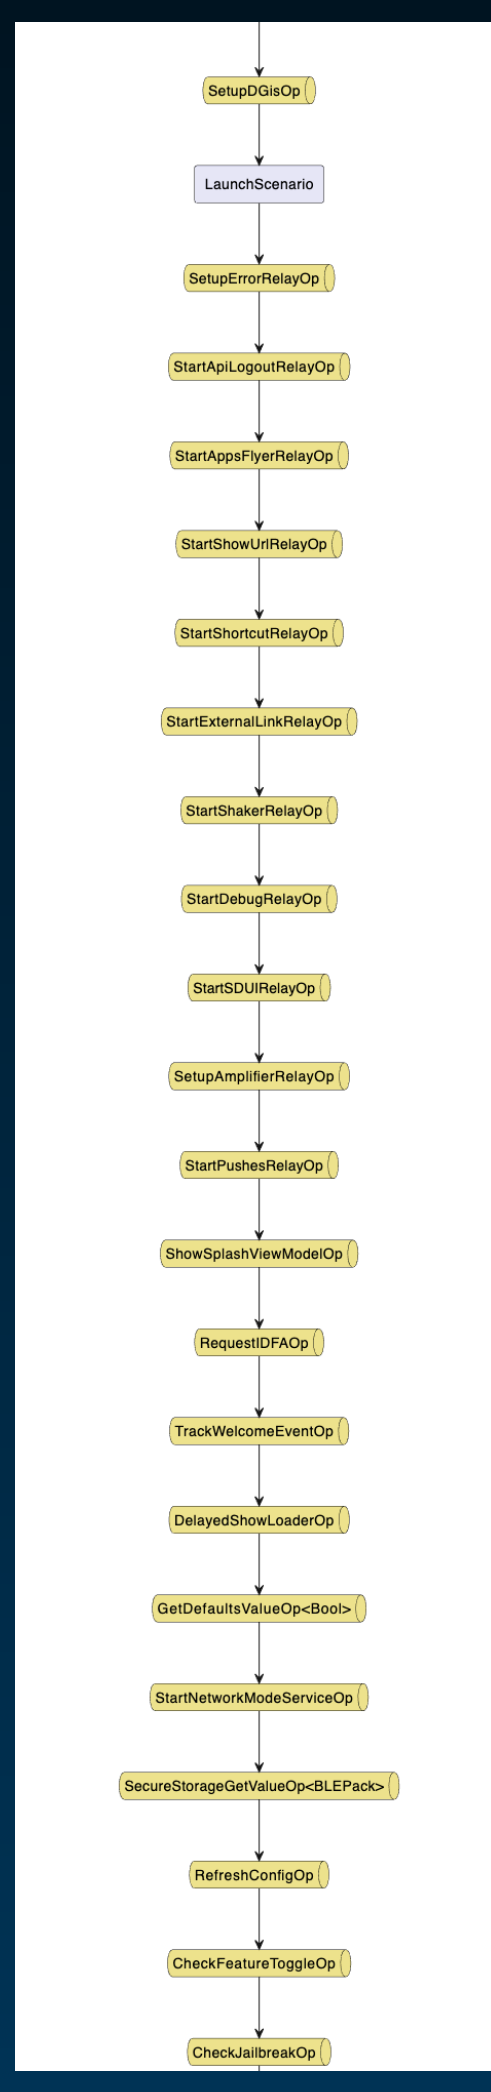 SetupDGisOp
LaunchScenario
SetupErrorRelayOp
StartApiLogoutRelayOp
StartAppsFlyerRelayOp
StartShowUrlRelayOp
StartShortcutRelayOp
StartExternalLinkRelayOp
StartShakerRelayOp
StartDebugRelayOp
StartSDUIRelayOp
SetupAmplifierRelayOp
StartPushesRelayOp
ShowSplashViewModelOp
RequestIDFAOp
TrackWelcomeEventOp
DelayedShowLoaderOp
GetDefaultsValueOp<Bool>
StartNetworkModeServiceOp
SecureStorageGetValueOp<BLEPack>
RefreshConfigOp
CheckFeatureToggleOp
CheckJailbreakOp